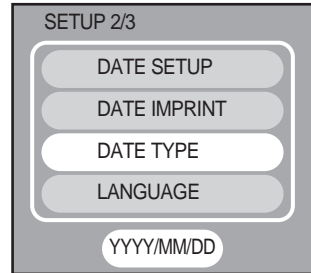 SETUP 2/3
DATE SETUP
DATE IMPRINT
DATE TYPE
LANGUAGE
YYYY/MM/DD